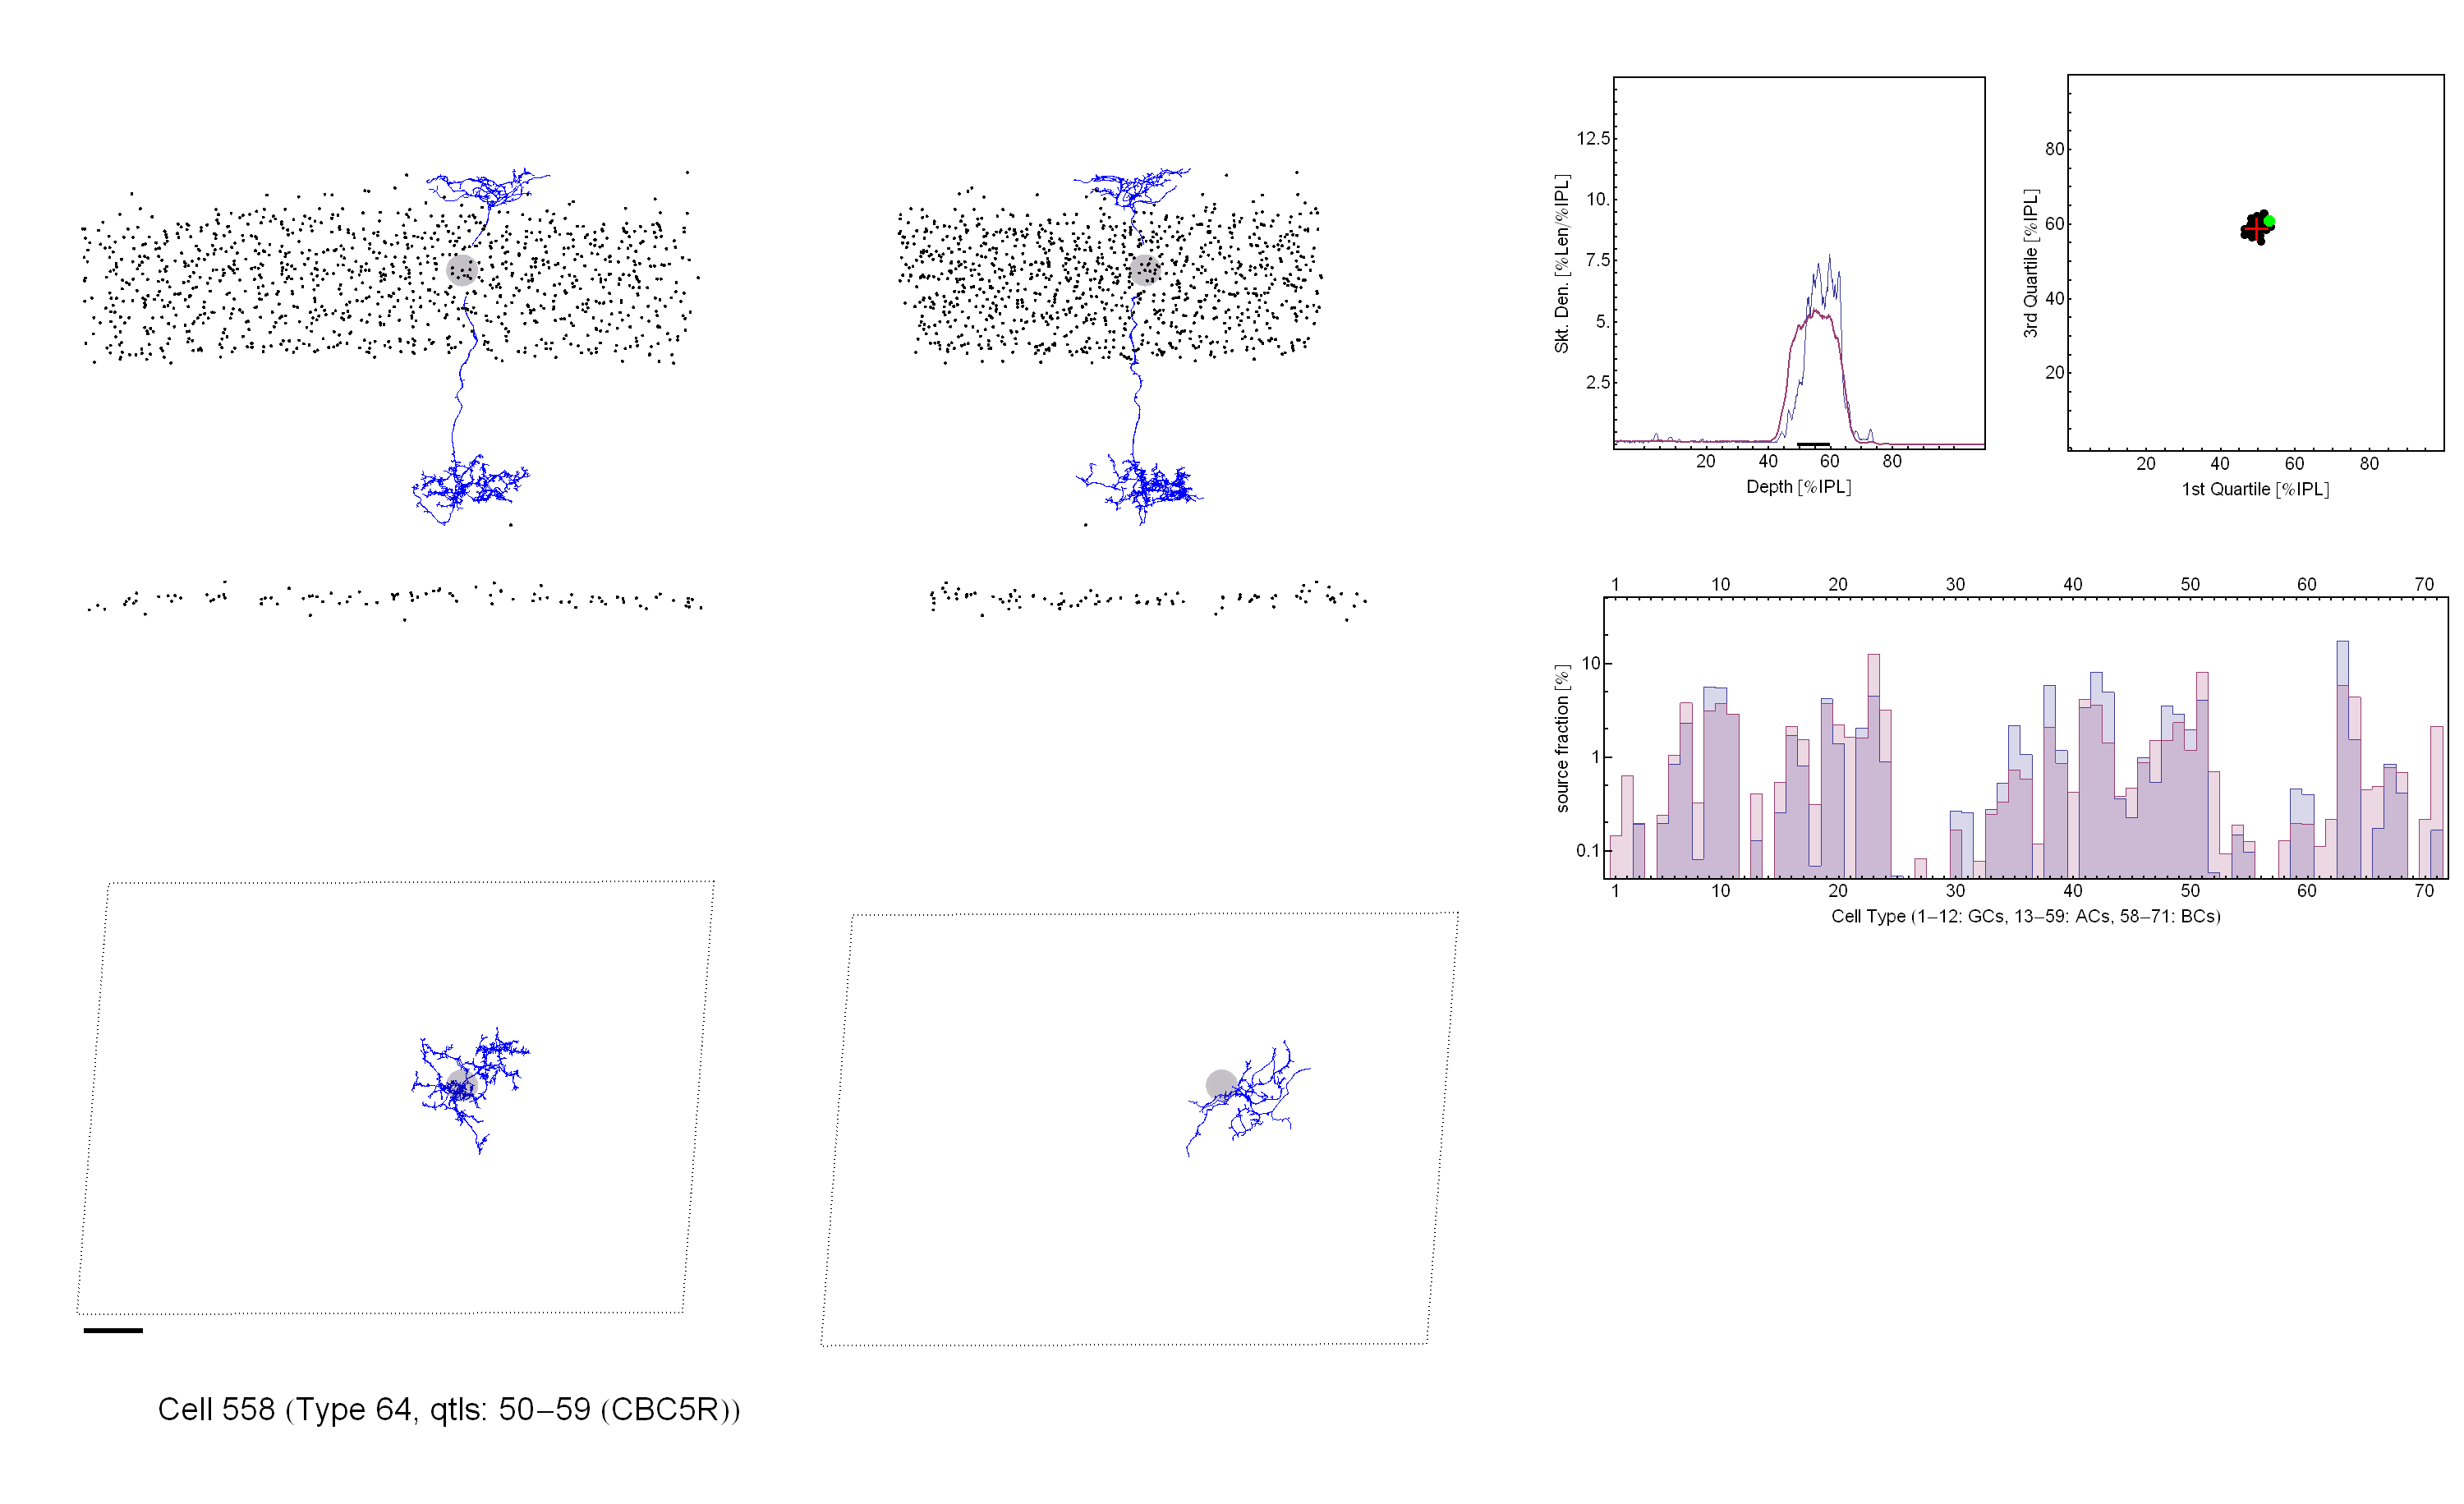 12.5
10.
7.5
5.
2.5
Skt. Den. [%Len/%IPL]
20 40 60 80
Depth [%IPL]
80
60
40
20
3rd Quartile [%IPL]
20 40 60 80
1st Quartile [%IPL]
1 10 20 30 40 50 60 70
10
1
0.1
source fraction [%]
1 10 20 30 40 50 60 70
Cell Type (1–12: GCs, 13–59: ACs, 58–71: BCs)
Cell 558 (Type 64, qtls: 50–59 (CBC5R))